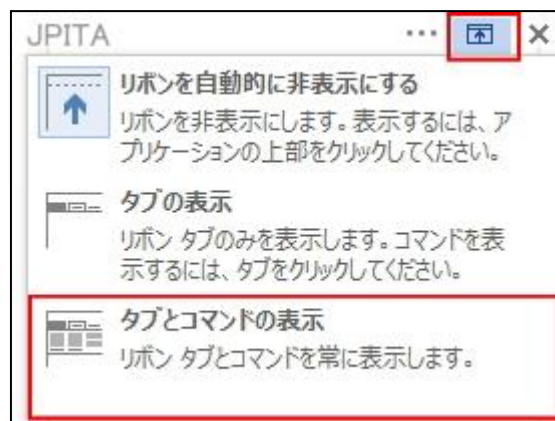 JPITA
リボンを自動的に非表示にする
リボンを非表示にします。表示するには、ア
プリケーションの上部をクリックしてください。
タブの表示
リボン タブのみを表示します。コマンドを表
示するには、タブをクリックしてください。
タブとコマンドの表示
リボン タブとコマンドを常に表示します。